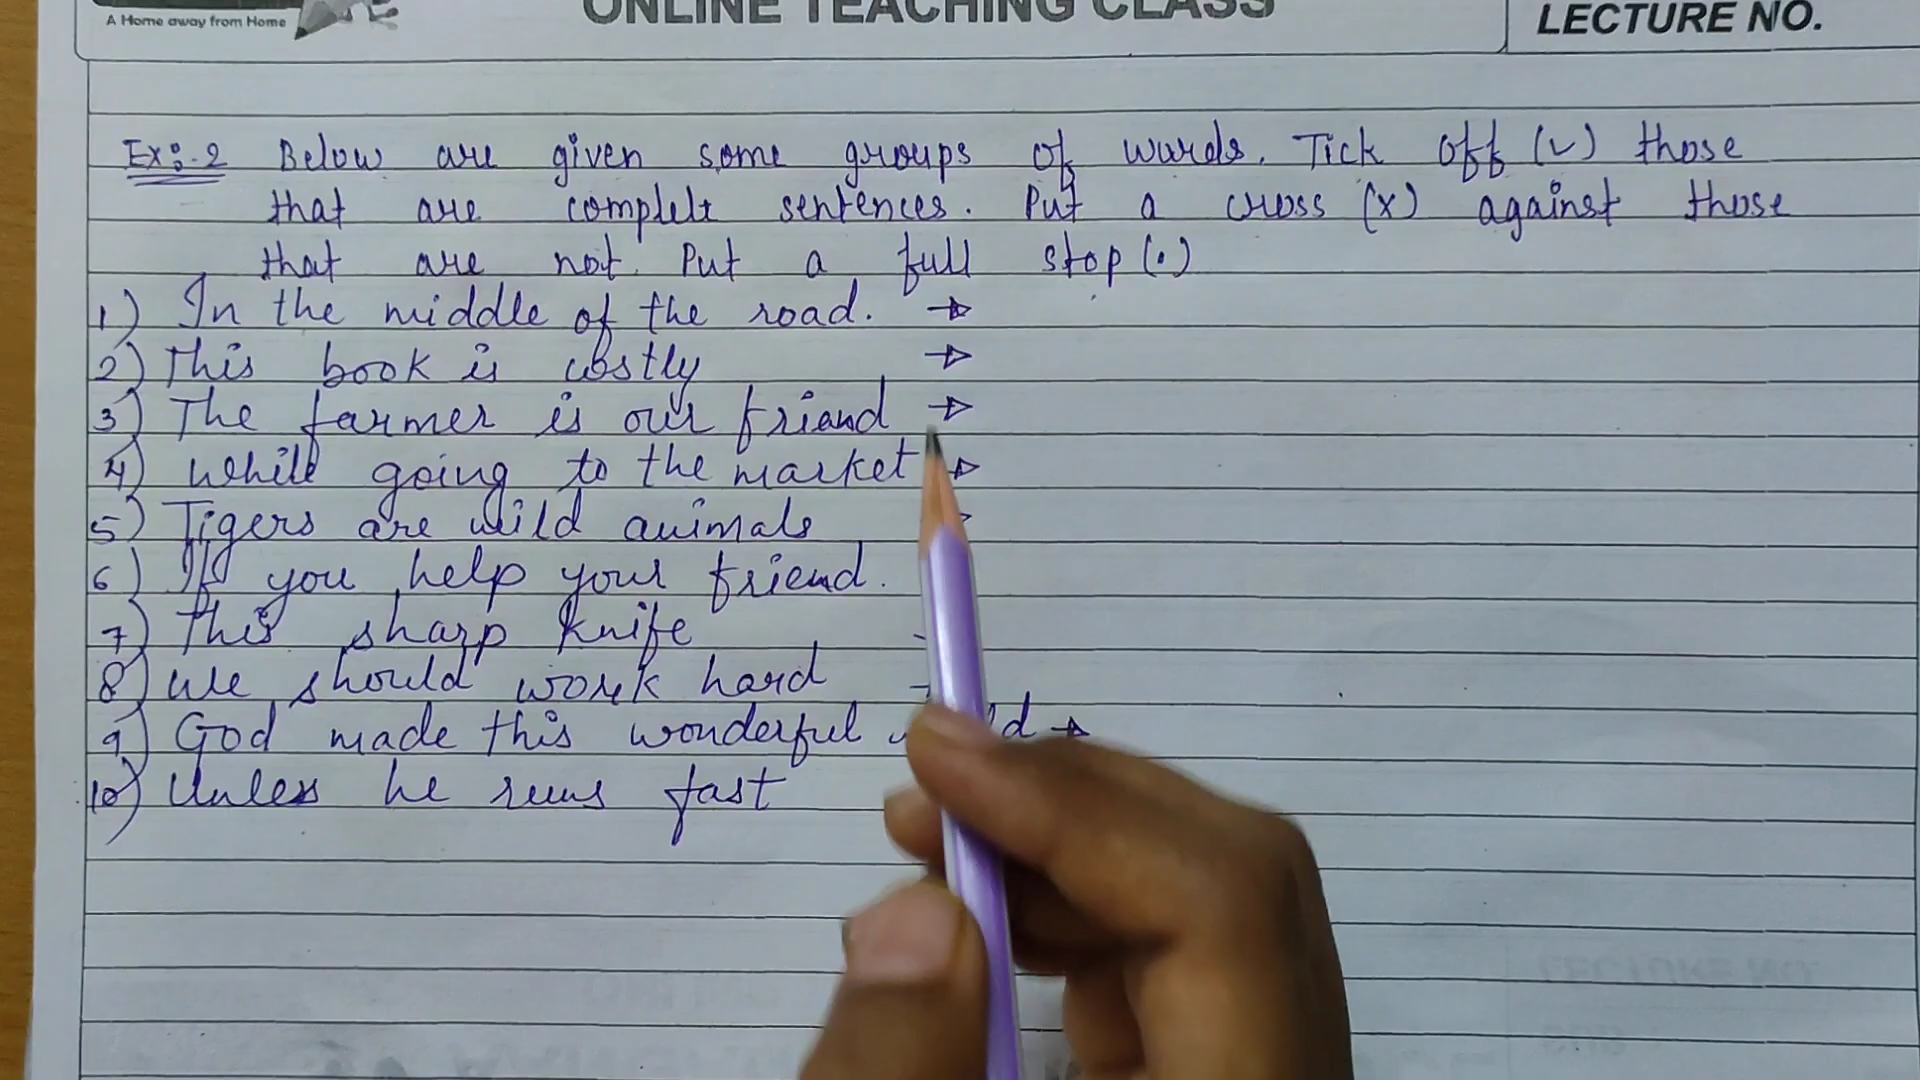 A Home away from Home
ONLINE TEACHING CLASS
LECTURE NO.
Ex:-2 Below are given some groups of words. Tick off (✓) those
that are complete sentences. Put a cross (x) against those
that are not. Put a full stop (.)
1) In the middle of the road. →
2) This book is costly →
3) The farmer is our friend →
4) While going to the market →
5) Tigers are wild animals
6) If you help your friend.
7) This sharp knife
8) We should work hard
9) God made this wonderful →
10) Unless he runs fast